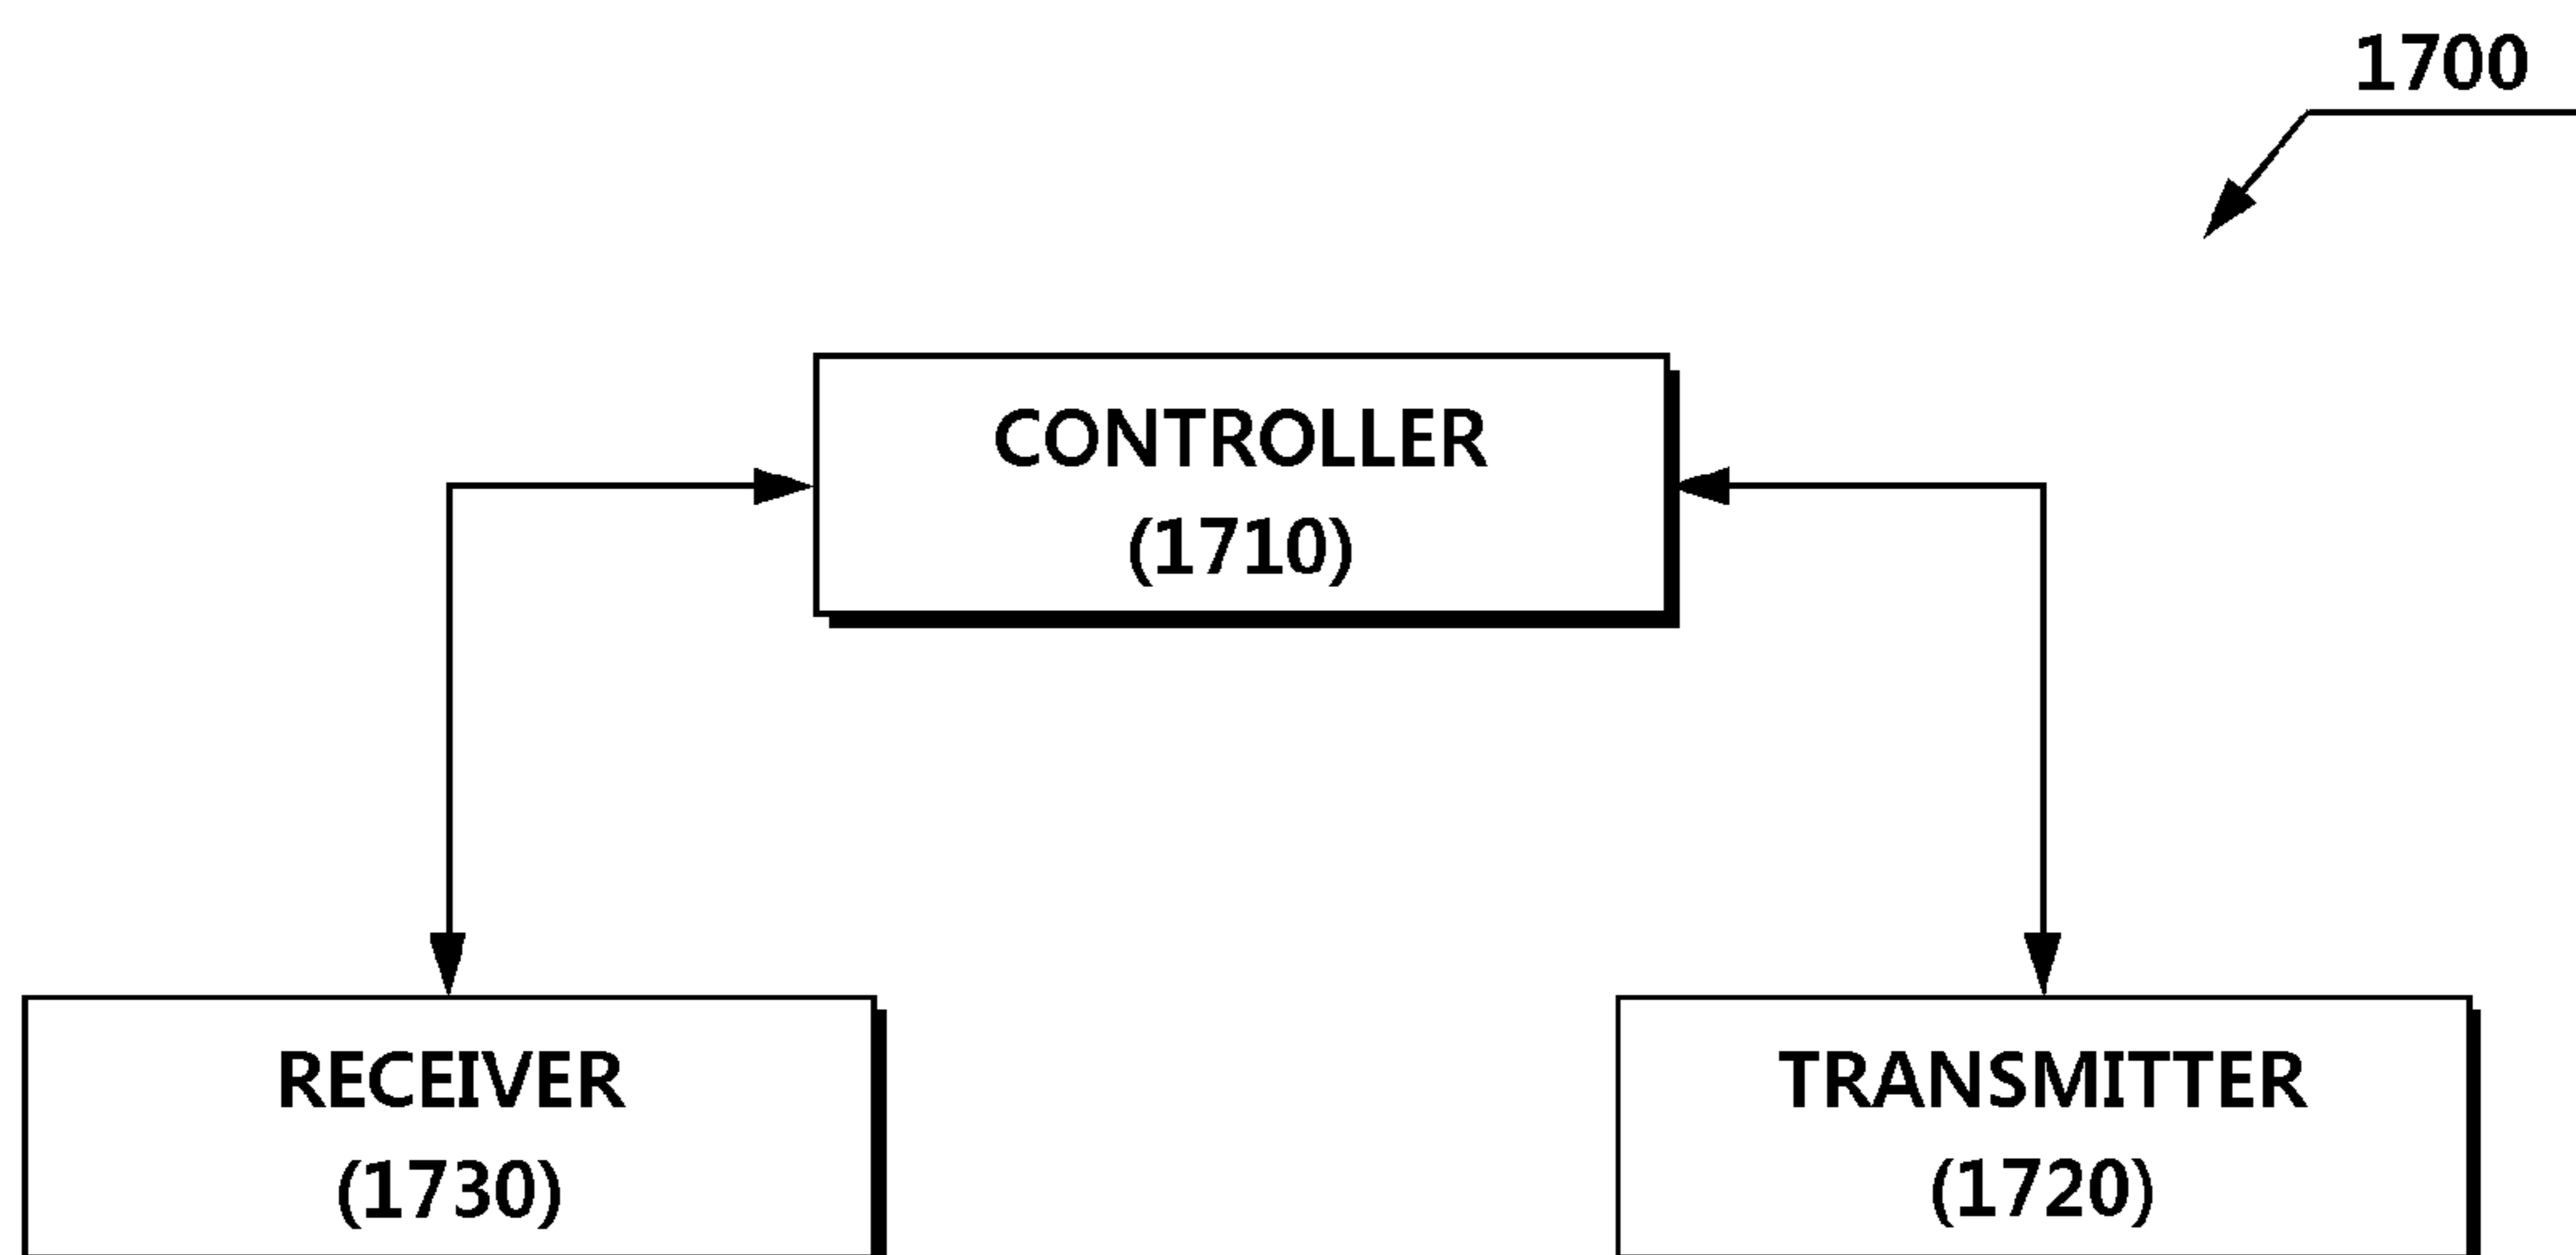 1700
CONTROLLER
(1710)
RECEIVER
(1730)
TRANSMITTER
(1720)